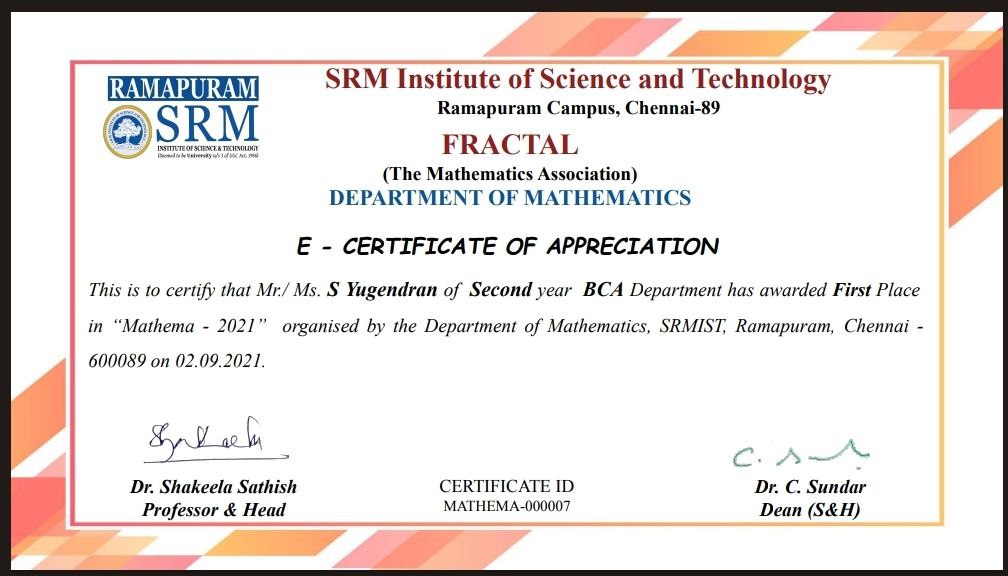 RAMAPURAM
SRM
INSTITUTE OF SCIENCE & TECHNOLOGY
(Deemed to be University u/s 3 of UGC Act, 1956)
SRM Institute of Science and Technology
Ramapuram Campus, Chennai-89
FRACTAL
(The Mathematics Association)
DEPARTMENT OF MATHEMATICS
E - CERTIFICATE OF APPRECIATION
This is to certify that Mr./ Ms. S Yugendran of Second year BCA Department has awarded First Place
in “Mathema - 2021” organised by the Department of Mathematics, SRMIST, Ramapuram, Chennai -
600089 on 02.09.2021.
C. S
Dr. Shakeela Sathish
Professor & Head
CERTIFICATE ID
MATHEMA-000007
Dr. C. Sundar
Dean (S&H)